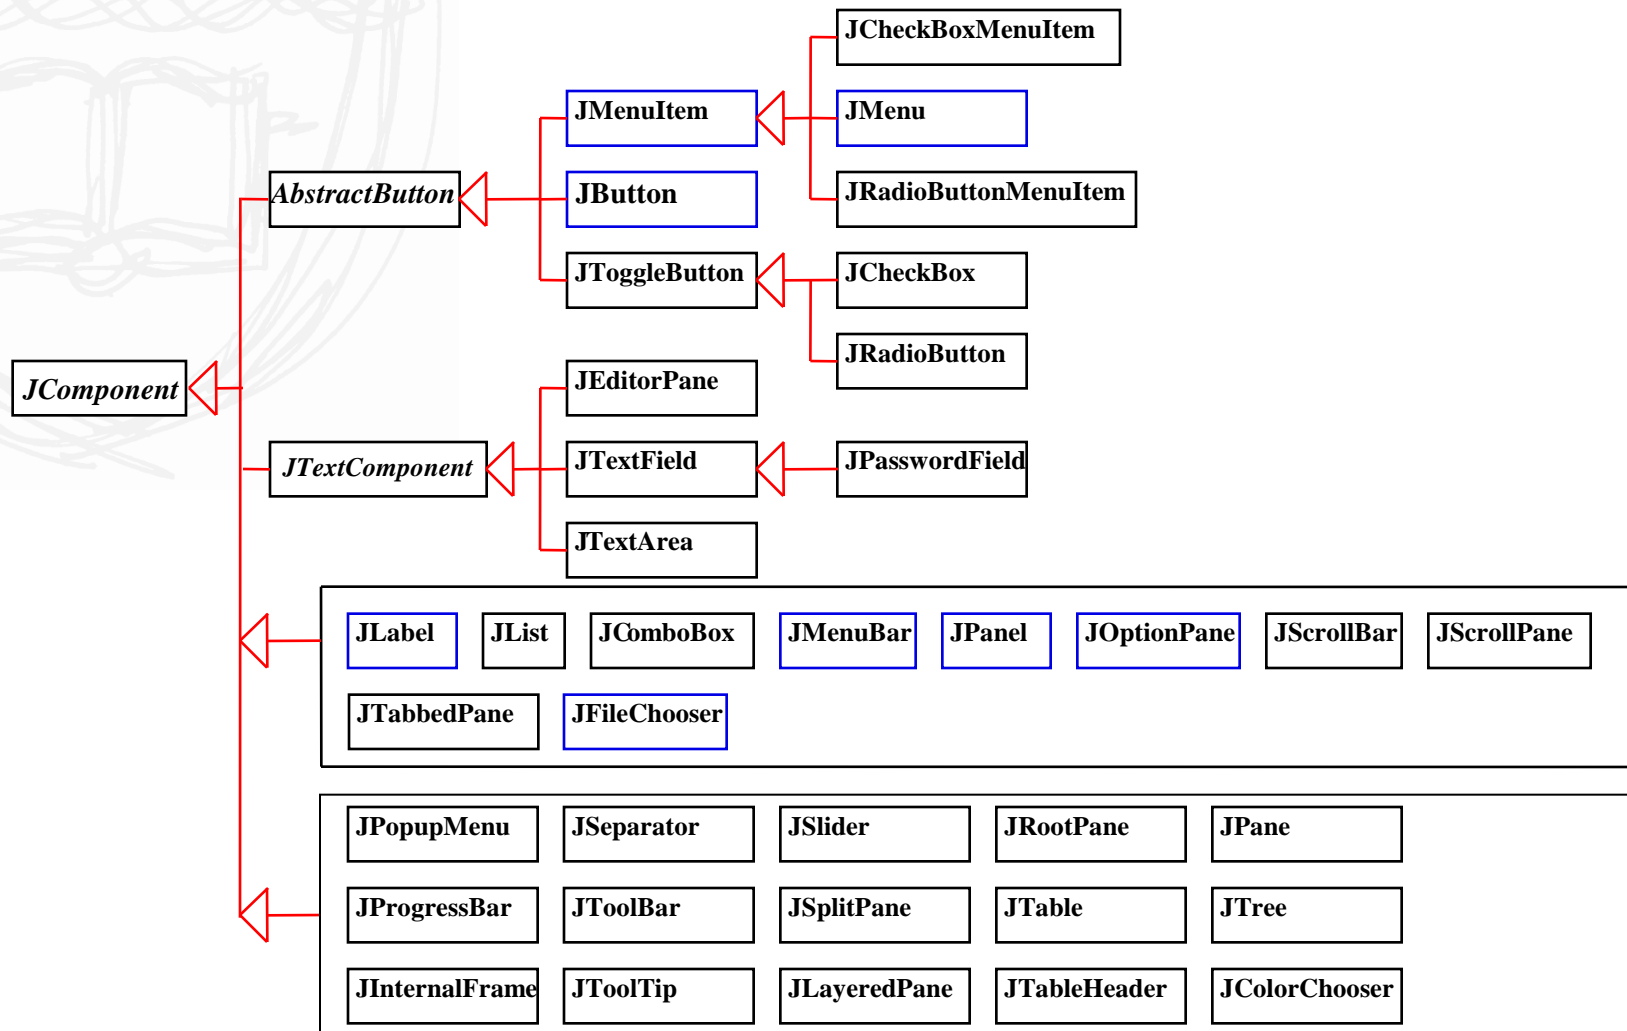 JCheckBoxMenuItem
JMenuItem
JMenu
AbstractButton
JButton
JRadioButtonMenuItem
JToggleButton
JCheckBox
JRadioButton
JComponent
JEditorPane
JTextComponent
JTextField
JPasswordField
JTextArea
JLabel JList JComboBox JMenuBar JPanel JOptionPane JScrollBar JScrollPane
JTabbedPane JFileChooser
JPopupMenu JSeparator JSlider JRootPane JPane
JProgressBar JToolBar JSplitPane JTable JTree
JInternalFrame JToolTip JLayeredPane JTableHeader JColorChooser